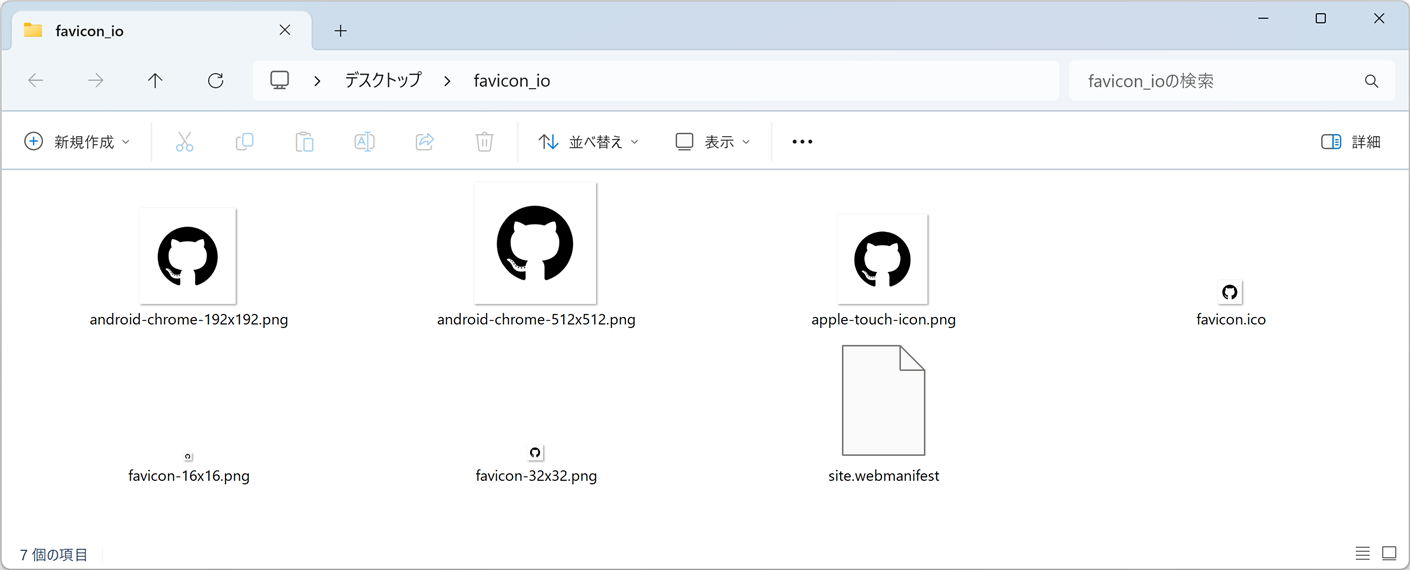 favicon_io
デスクトップ
favicon_io
favicon_ioの検索
新規作成
並べ替え
表示
詳細
android-chrome-192x192.png
android-chrome-512x512.png
apple-touch-icon.png
favicon.ico
favicon-16x16.png
favicon-32x32.png
site.webmanifest
7 個の項目